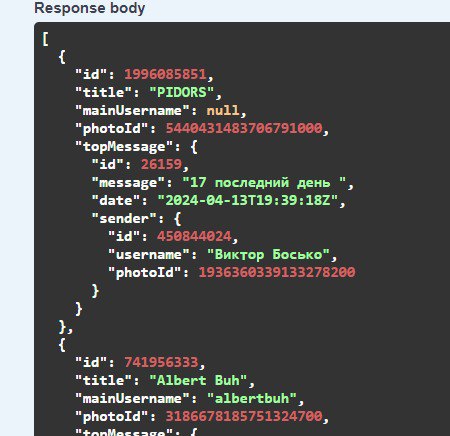 Response body
[
{
"id": 1996085851,
"title": "PIDORS",
"mainUsername": null,
"photoId": 5440431483706791000,
"topMessage": {
"id": 26159,
"message": "17 последний день ",
"date": "2024-04-13T19:39:18Z",
"sender": {
"id": 450844024,
"username": "Виктор Босько",
"photoId": 1936360339133278200
}
}
},
{
"id": 741956333,
"title": "Albert Buh",
"mainUsername": "albertbuh",
"photoId": 3186678185751324700,
"topMessage": {